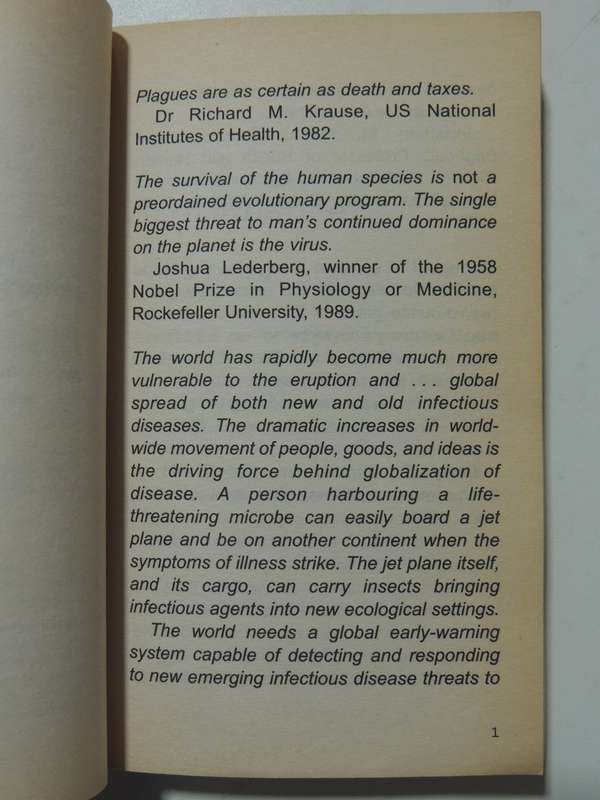 Plagues are as certain as death and taxes.
Dr Richard M. Krause, US National
Institutes of Health, 1982.
The survival of the human species is not a
preordained evolutionary program. The single
biggest threat to man's continued dominance
on the planet is the virus.
Joshua Lederberg, winner of the 1958
Nobel Prize in Physiology or Medicine,
Rockefeller University, 1989.
The world has rapidly become much more
vulnerable to the eruption and . . . global
spread of both new and old infectious
diseases. The dramatic increases in world-
wide movement of people, goods, and ideas is
the driving force behind globalization of
disease. A person harbouring a life-
threatening microbe can easily board a jet
plane and be on another continent when the
symptoms of illness strike. The jet plane itself,
and its cargo, can carry insects bringing
infectious agents into new ecological settings.
The world needs a global early-warning
system capable of detecting and responding
to new emerging infectious disease threats to
1